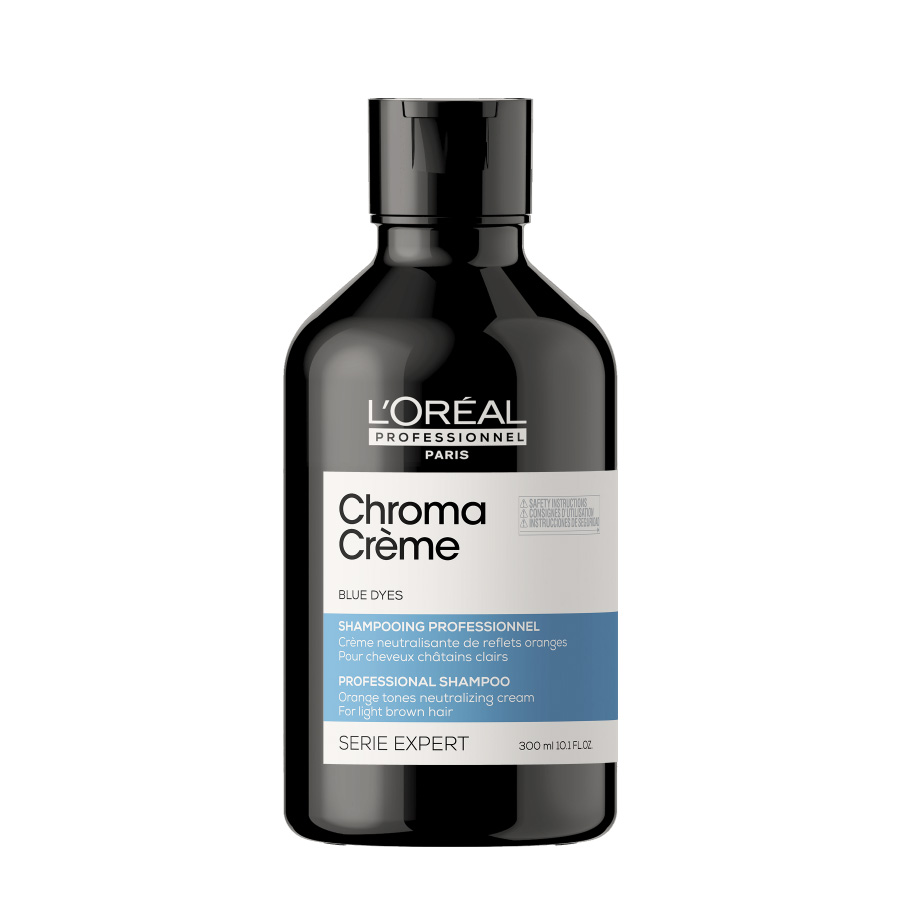 L'ORÉAL
PROFESSIONNEL
PARIS
Chroma
Crème
SAFETY INSTRUCTIONS
CONSIGNES D'UTILISATION
INSTRUCCIONES DE SEGURIDAD
BLUE DYES
SHAMPOOING PROFESSIONNEL
Crème neutralisante de reflets oranges
Pour cheveux châtains clairs
PROFESSIONAL SHAMPOO
Orange tones neutralizing cream
For light brown hair
SERIE EXPERT
300 ml 10.1 FL.OZ.